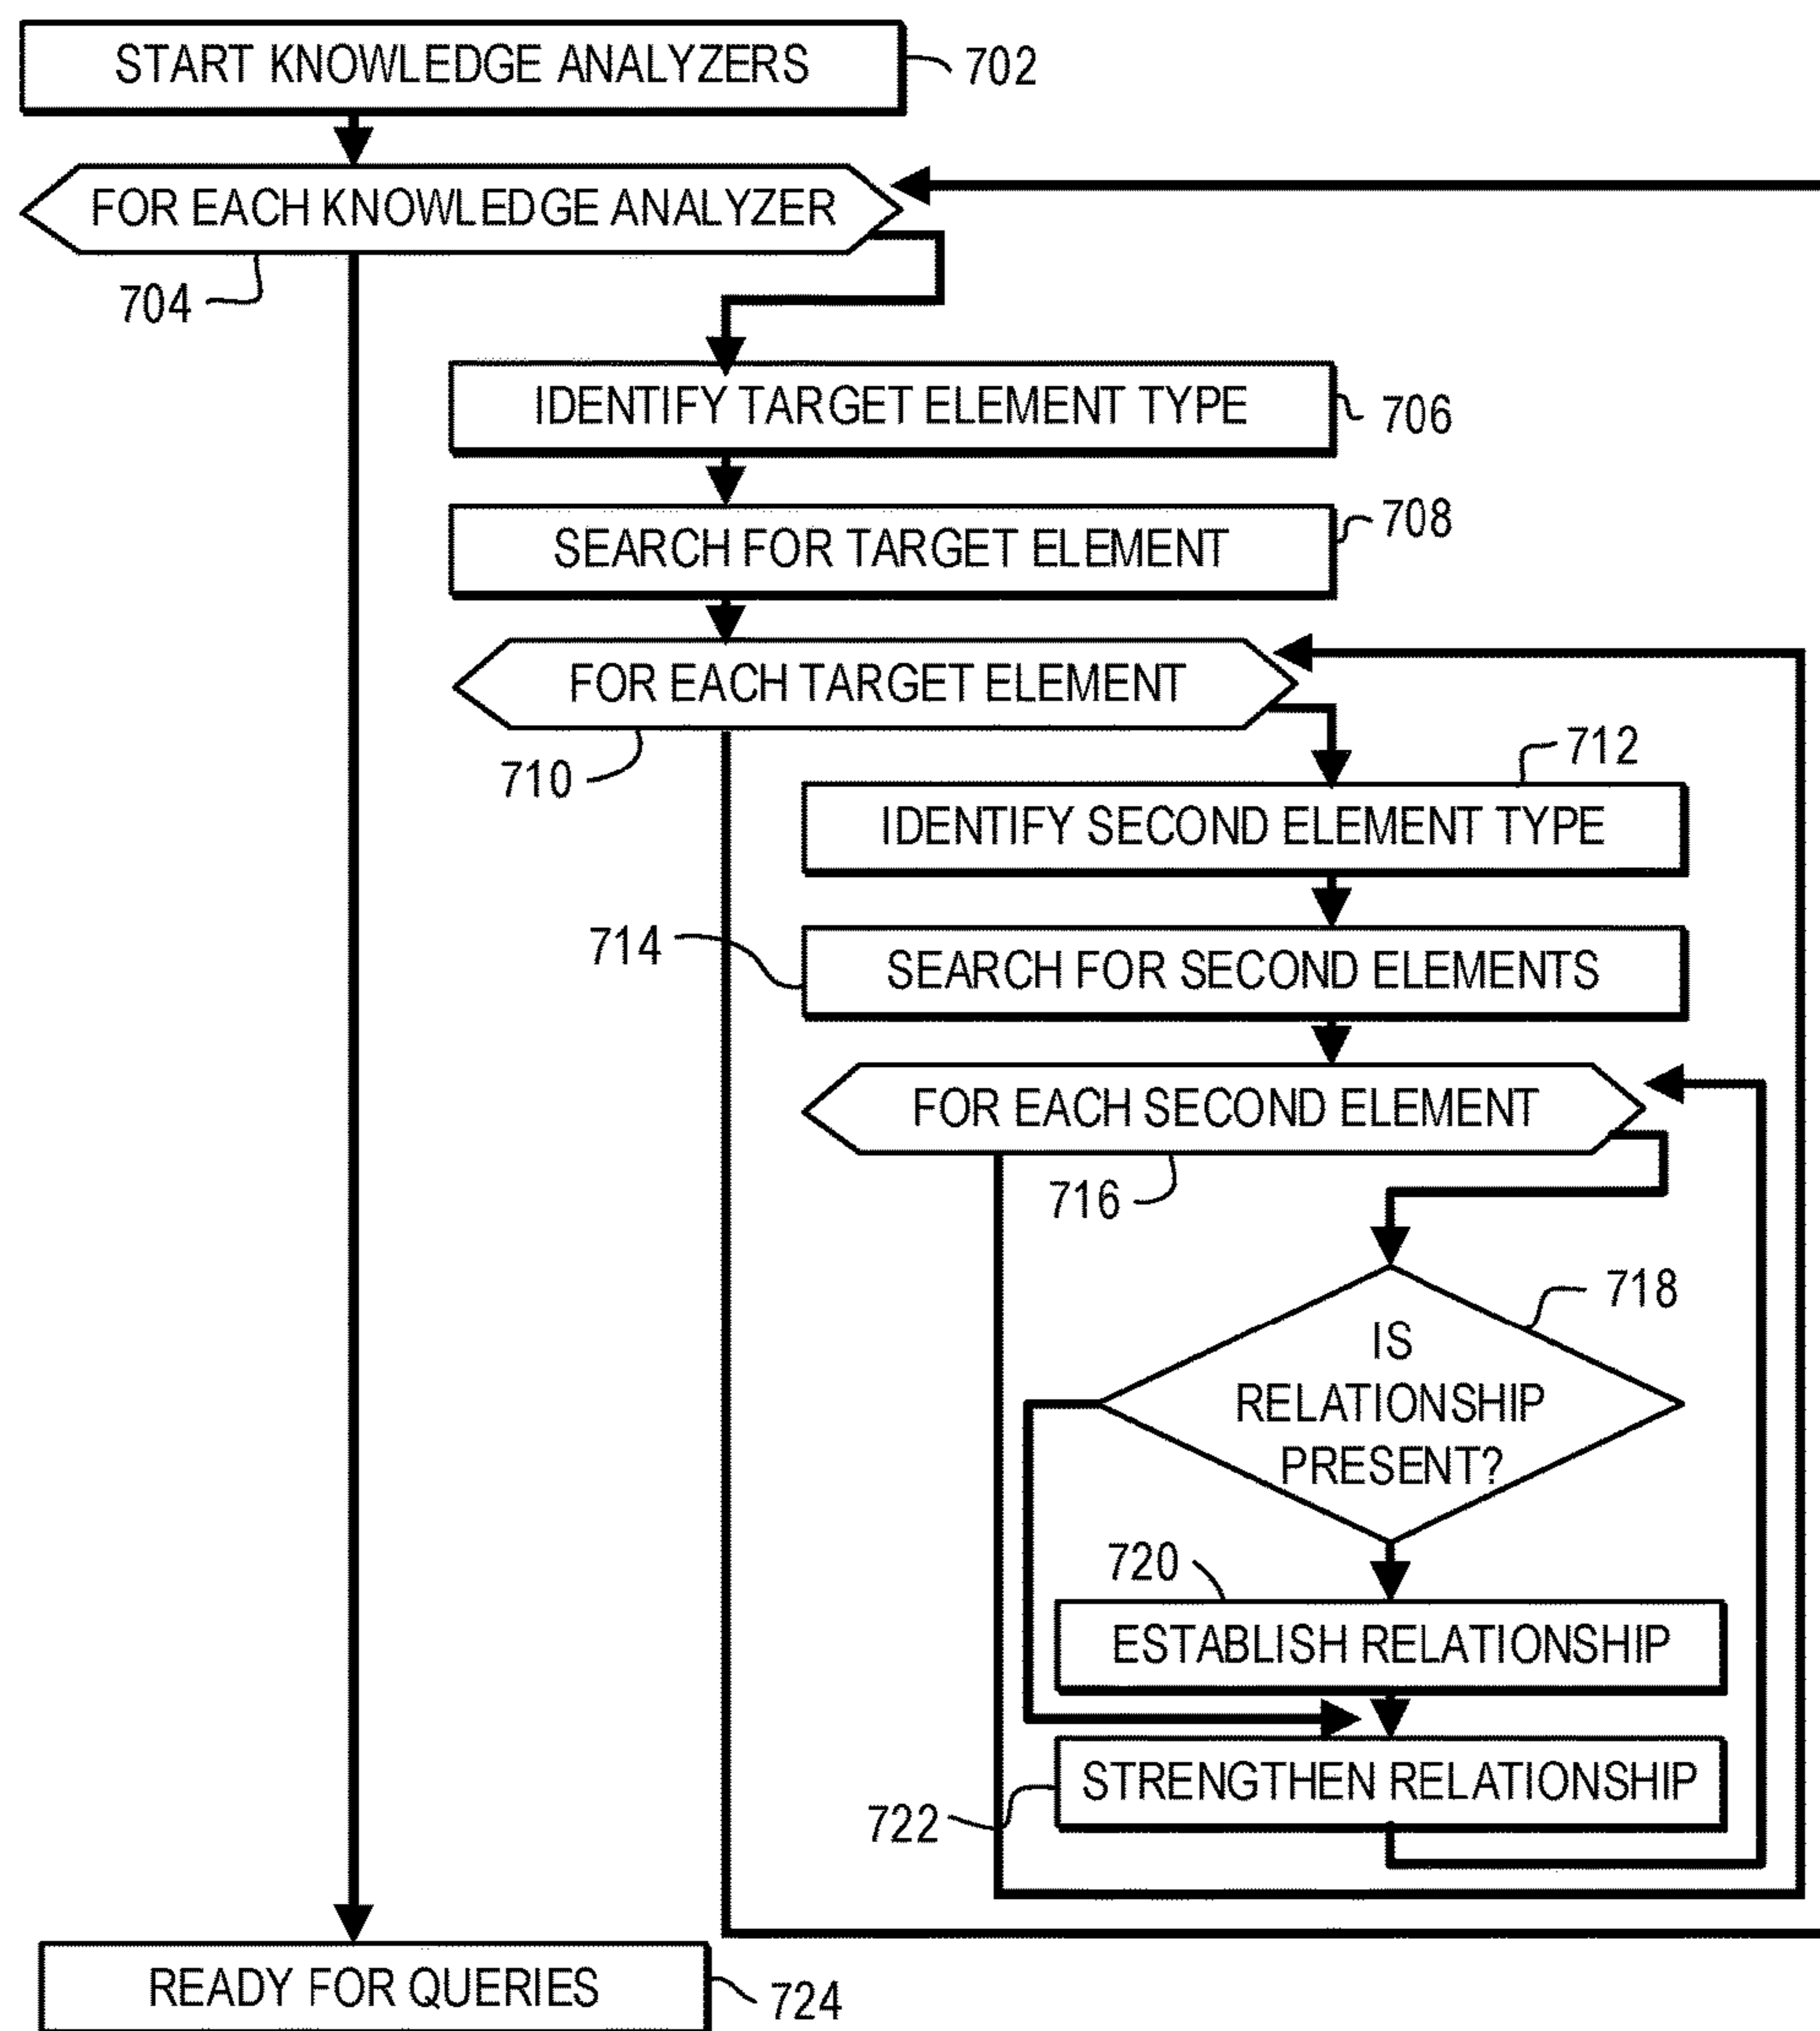 START KNOWLEDGE ANALYZERS
702
FOR EACH KNOWLEDGE ANALYZER
704
IDENTIFY TARGET ELEMENT TYPE
706
SEARCH FOR TARGET ELEMENT
708
FOR EACH TARGET ELEMENT
710
712
IDENTIFY SECOND ELEMENT TYPE
714
SEARCH FOR SECOND ELEMENTS
FOR EACH SECOND ELEMENT
716
718
IS
RELATIONSHIP
PRESENT?
720
ESTABLISH RELATIONSHIP
STRENGTHEN RELATIONSHIP
722
READY FOR QUERIES
724